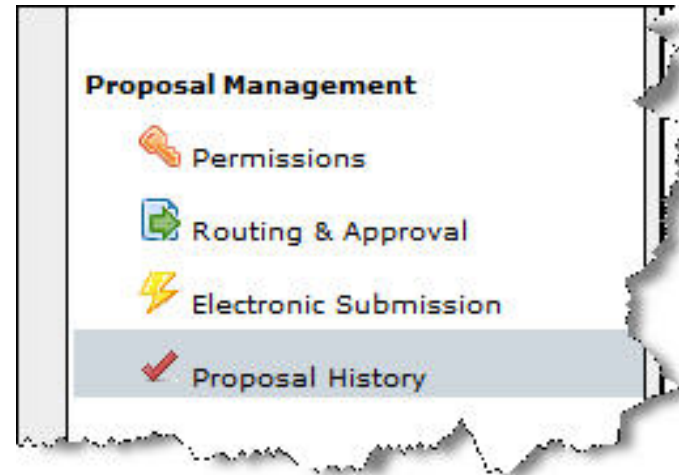 Proposal Management
Permissions
Routing & Approval
Electronic Submission
Proposal History